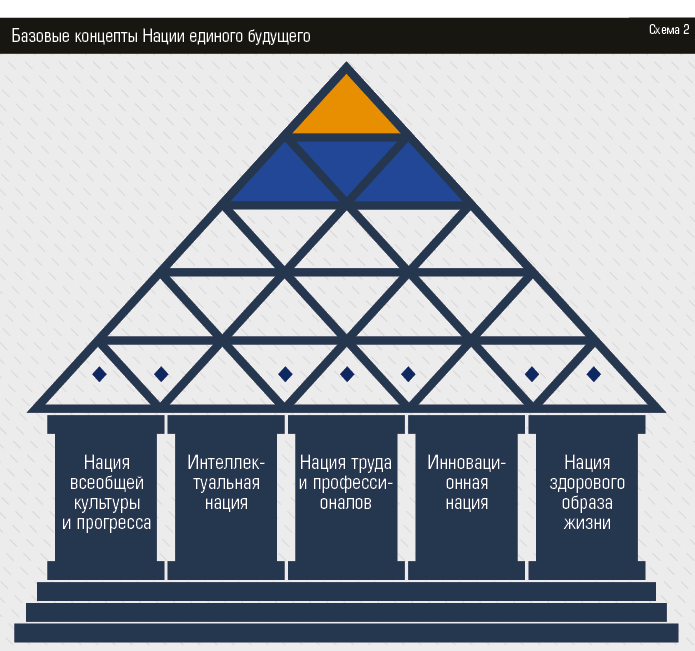 Базовые концепты Нации единого будущего
Схема 2
Нация
всеобщей
культуры
и прогресса
Интеллек-
туальная
нация
Нация труда
и професси-
оналов
Инноваци-
онная
нация
Нация
здорового
образа
жизни